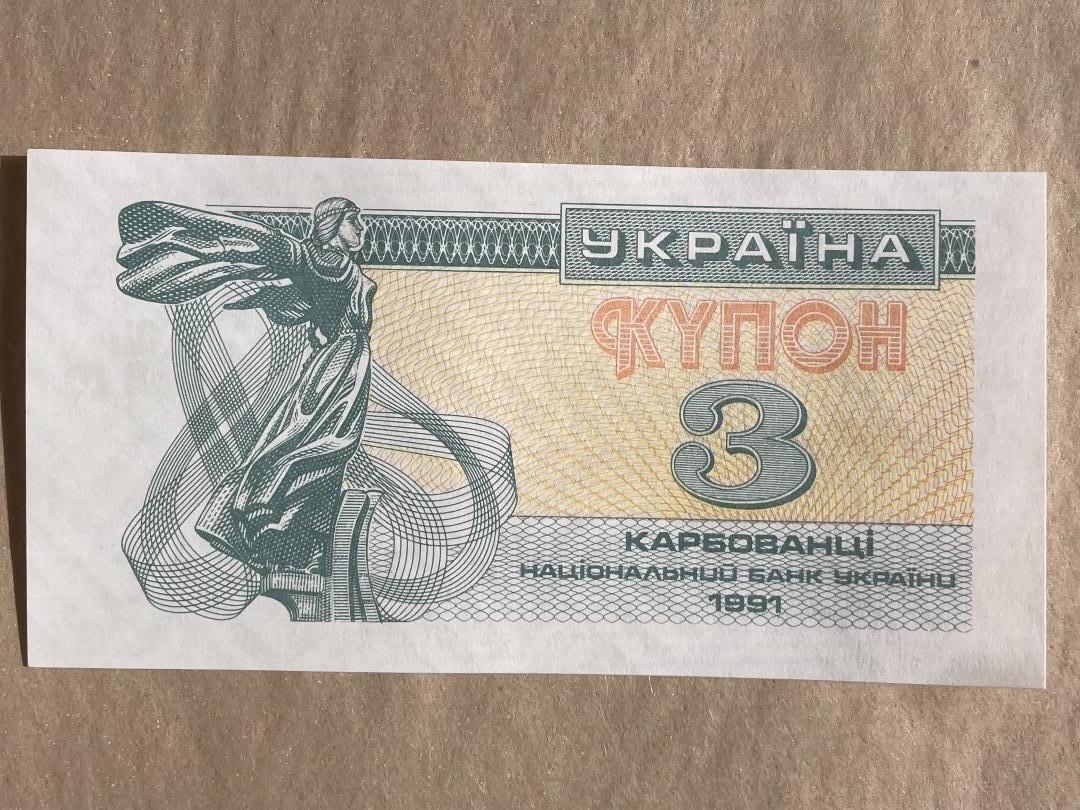 УКРАЇНА
КУПОН
3
КАРБОВАНЦІ
НАЦІОНАЛЬНИЙ БАНК УКРАЇНИ
1991